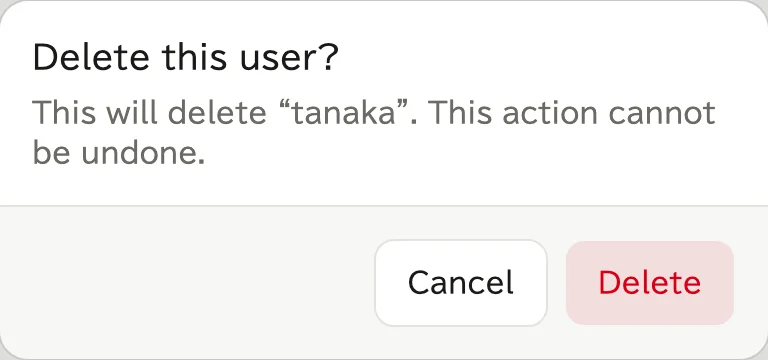 Delete this user?
This will delete “tanaka”. This action cannot
be undone.
Cancel
Delete